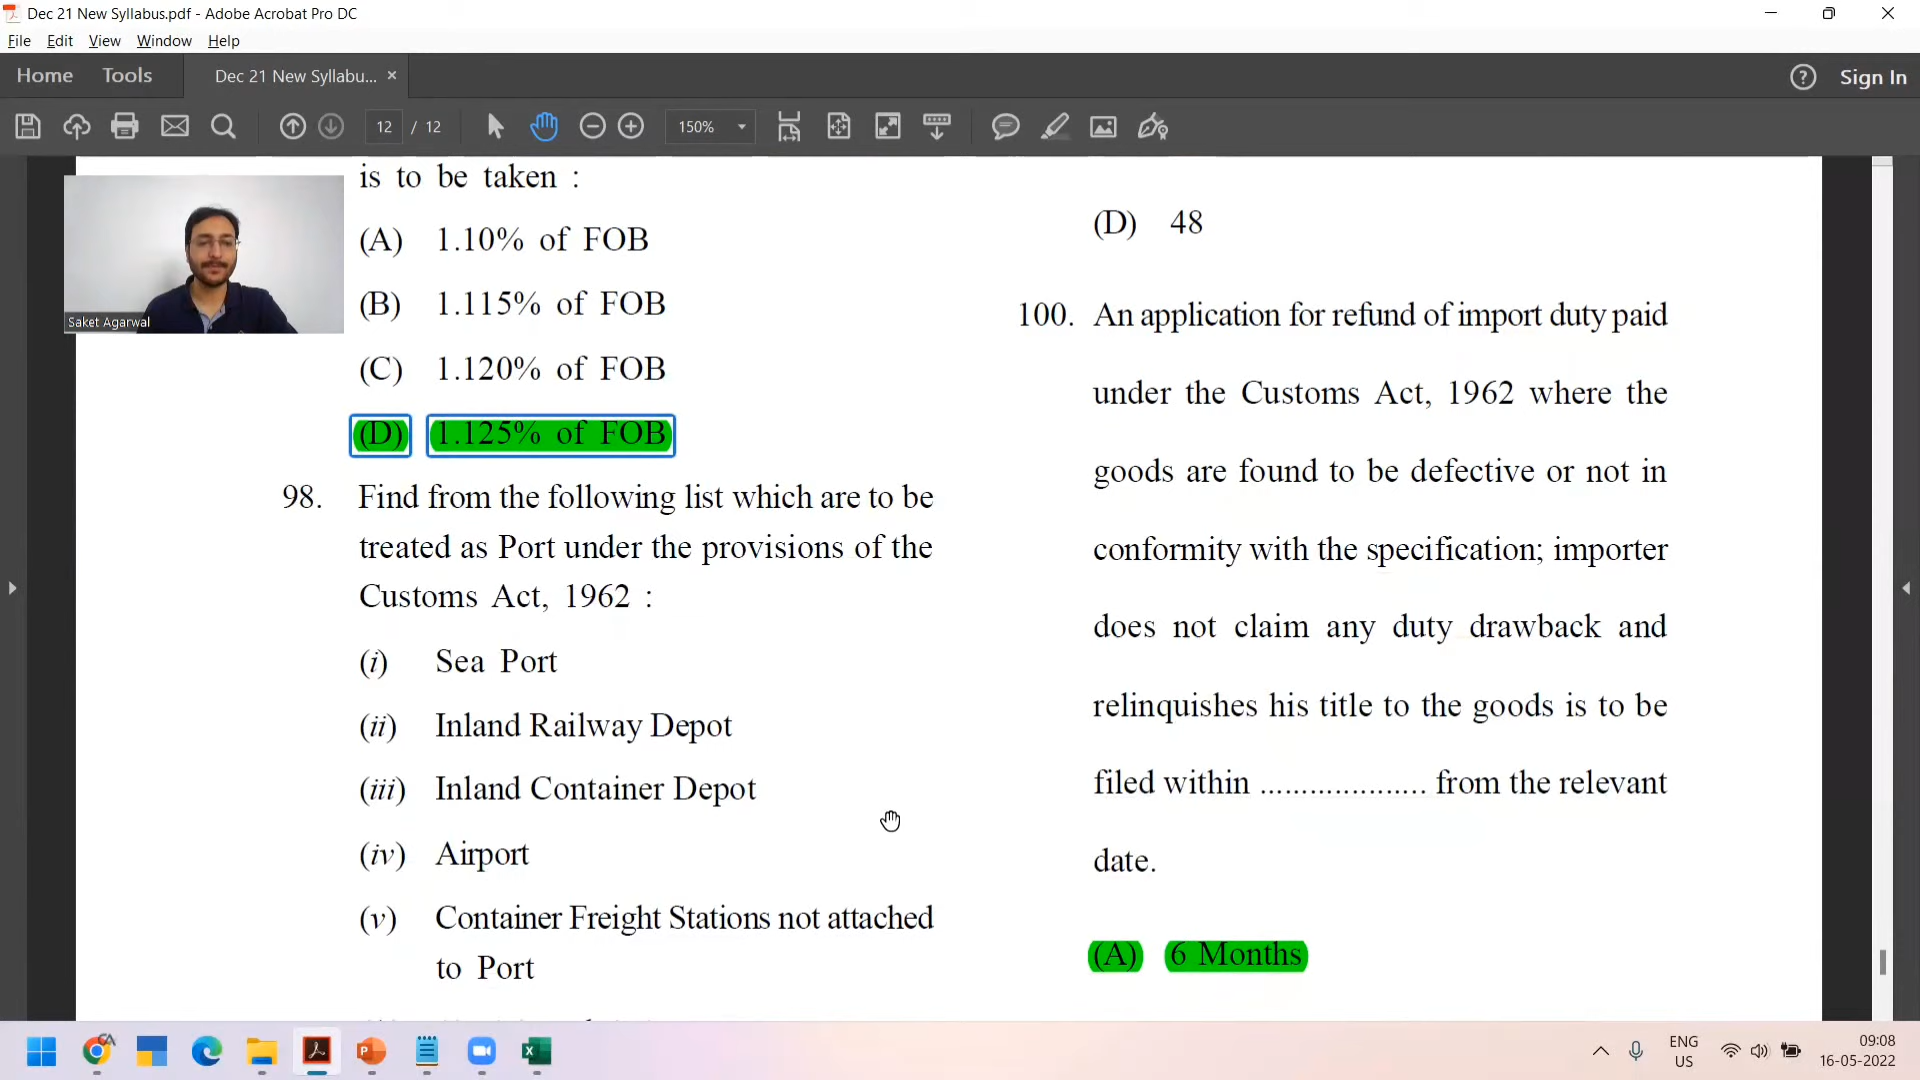 Dec 21 New Syllabus.pdf - Adobe Acrobat Pro DC
File Edit View Window Help
Home Tools Dec 21 New Syllabu... × Sign In
12 / 12 150%
Saket Agarwal
is to be taken :
(A) 1.10% of FOB
(B) 1.115% of FOB
(C) 1.120% of FOB
(D) 1.125% of FOB
98. Find from the following list which are to be
treated as Port under the provisions of the
Customs Act, 1962 :
(i) Sea Port
(ii) Inland Railway Depot
(iii) Inland Container Depot
(iv) Airport
(v) Container Freight Stations not attached
to Port
(D) 48
100. An application for refund of import duty paid
under the Customs Act, 1962 where the
goods are found to be defective or not in
conformity with the specification; importer
does not claim any duty drawback and
relinquishes his title to the goods is to be
filed within .................... from the relevant
date.
(A) 6 Months
ENG
US
09:08
16-05-2022